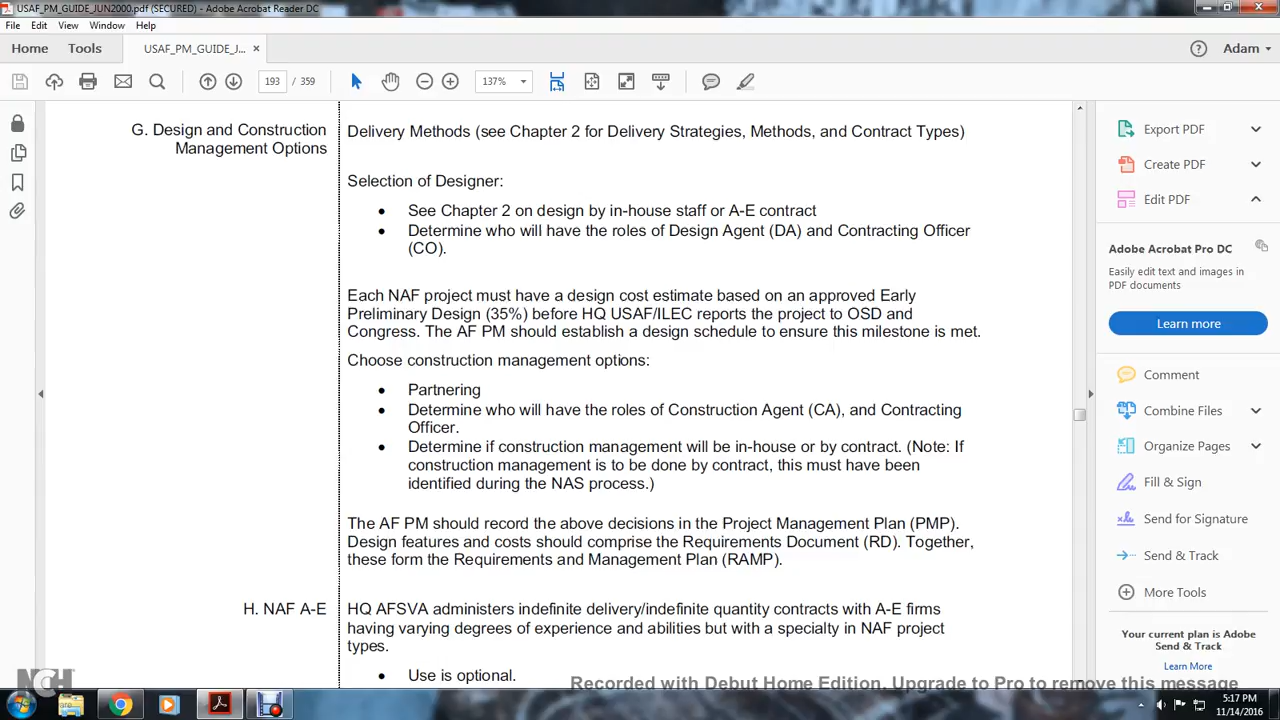 USAF_PM_GUIDE_JUN2000.pdf (SECURED) - Adobe Acrobat Reader DC
File Edit View Window Help
Home Tools USAF_PM_GUIDE_J... × Adam
193 / 359 137%
G. Design and Construction
Management Options
Delivery Methods (see Chapter 2 for Delivery Strategies, Methods, and Contract Types)
Selection of Designer:
• See Chapter 2 on design by in-house staff or A-E contract
• Determine who will have the roles of Design Agent (DA) and Contracting Officer
(CO).
Each NAF project must have a design cost estimate based on an approved Early
Preliminary Design (35%) before HQ USAF/ILEC reports the project to OSD and
Congress. The AF PM should establish a design schedule to ensure this milestone is met.
Choose construction management options:
• Partnering
• Determine who will have the roles of Construction Agent (CA), and Contracting
Officer.
• Determine if construction management will be in-house or by contract. (Note: If
construction management is to be done by contract, this must have been
identified during the NAS process.)
The AF PM should record the above decisions in the Project Management Plan (PMP).
Design features and costs should comprise the Requirements Document (RD). Together,
these form the Requirements and Management Plan (RAMP).
H. NAF A-E
HQ AFSVA administers indefinite delivery/indefinite quantity contracts with A-E firms
having varying degrees of experience and abilities but with a specialty in NAF project
types.
• Use is optional.
Export PDF
Create PDF
Edit PDF
Adobe Acrobat Pro DC
Easily edit text and images in
PDF documents
Learn more
Comment
Combine Files
Organize Pages
Fill & Sign
Send for Signature
Send & Track
More Tools
Your current plan is Adobe
Send & Track
Learn More
NCH
Recorded with Debut Home Edition. Upgrade to Pro to remove this message
5:17 PM
11/14/2016